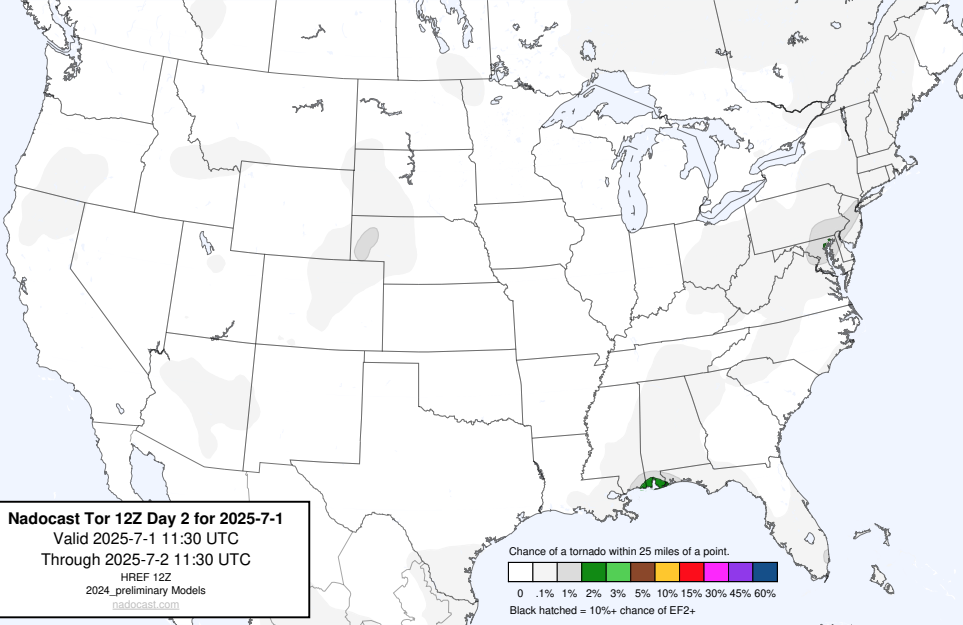 Nadocast Tor 12Z Day 2 for 2025-7-1
Valid 2025-7-1 11:30 UTC
Through 2025-7-2 11:30 UTC
HREF 12Z
2024_preliminary Models
nadocast.com
Chance of a tornado within 25 miles of a point.
0 .1% 1% 2% 3% 5% 10% 15% 30% 45% 60%
Black hatched = 10%+ chance of EF2+